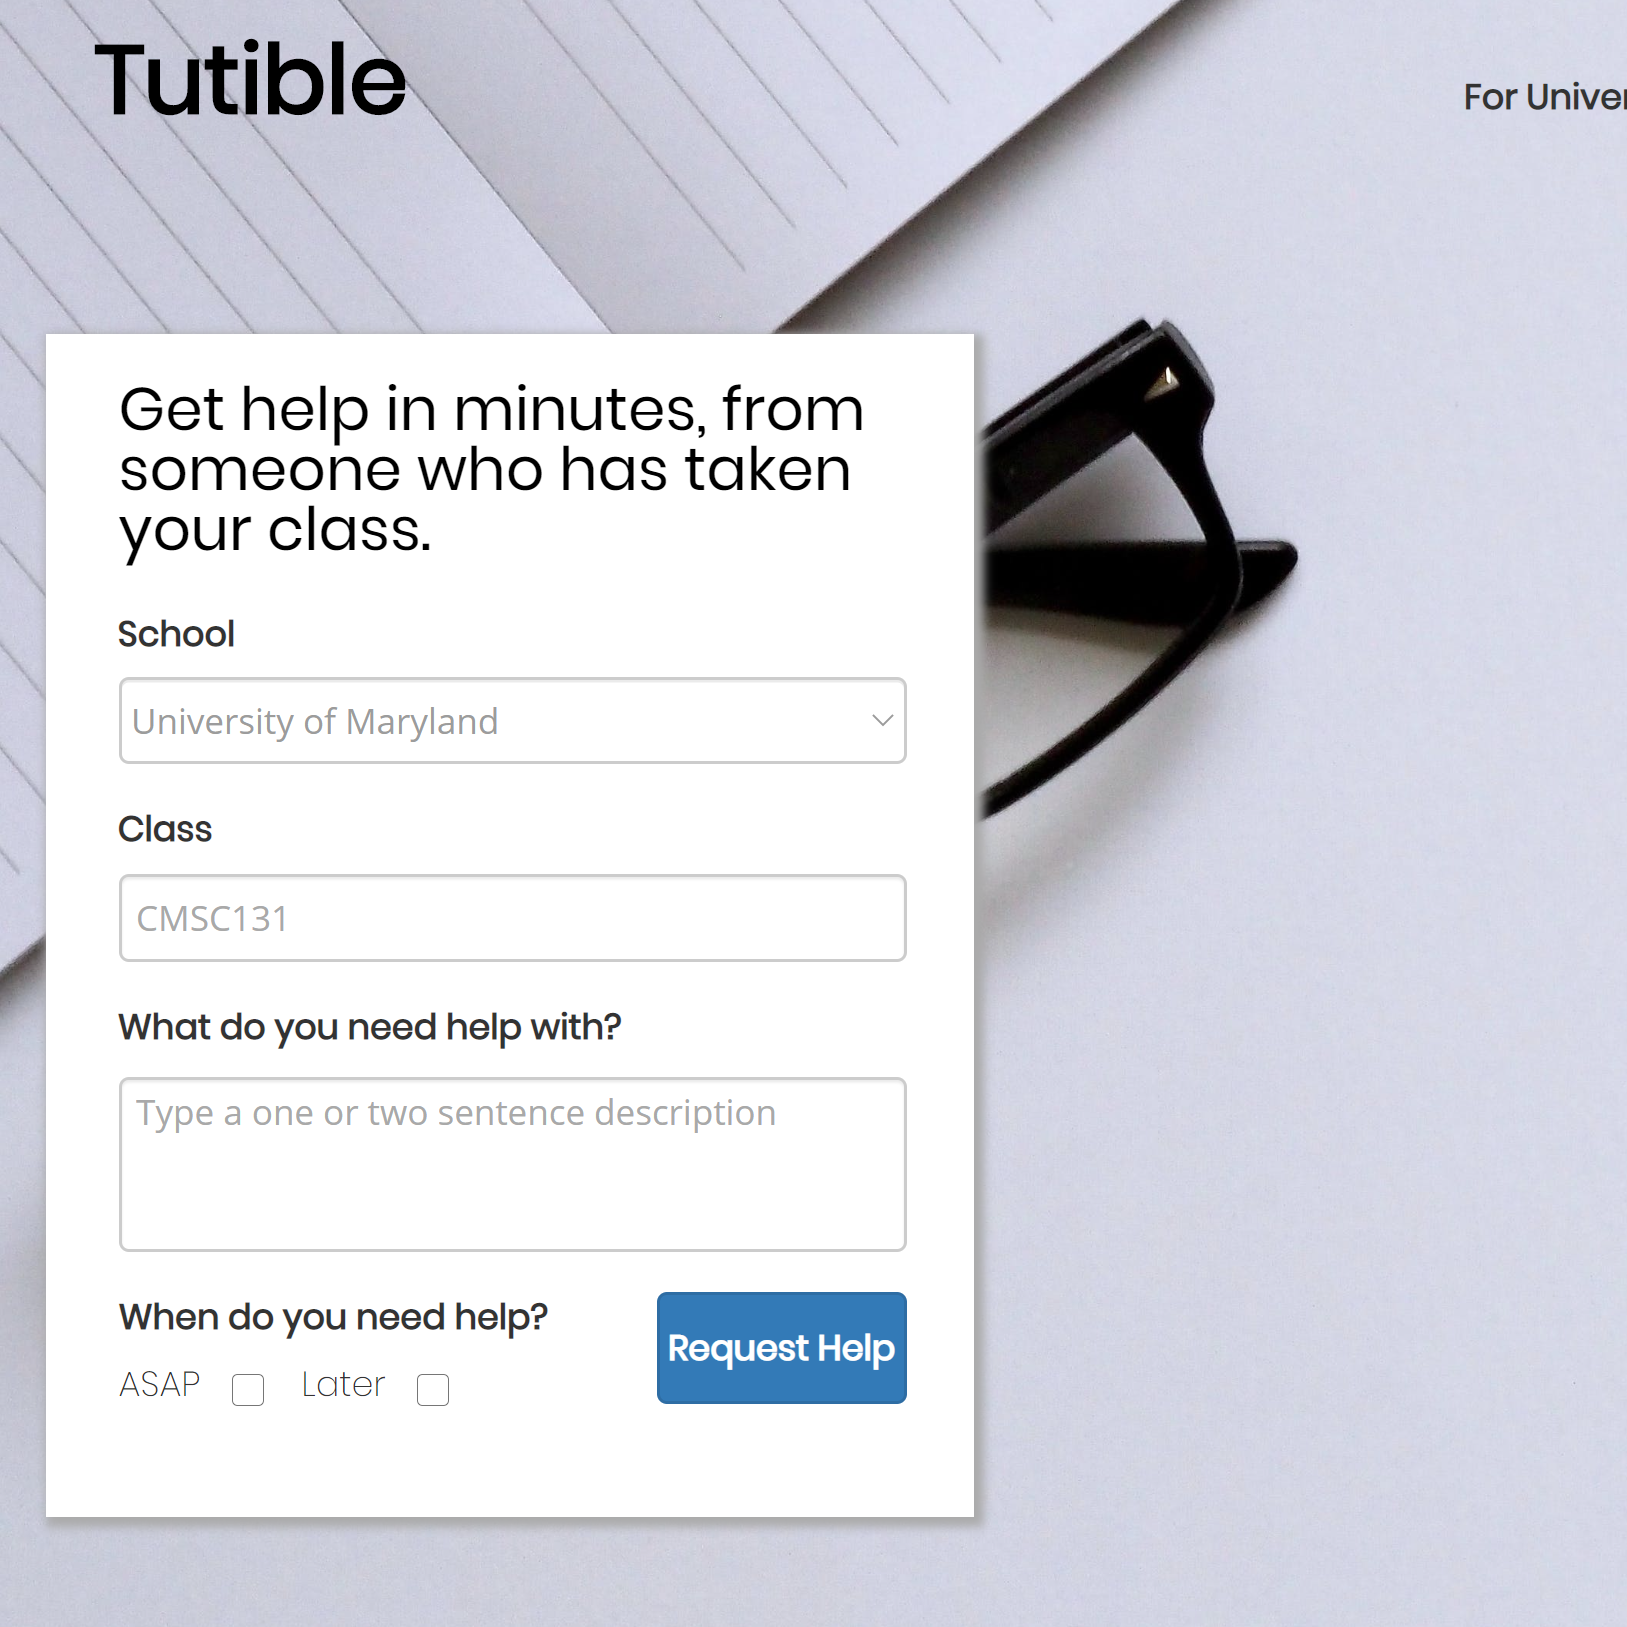 Tutible
For
Get help in minutes, from
someone who has taken
your class.
School
University of Maryland
Class
CMSC131
What do you need help with?
Type a one or two sentence description
When do you need help?
Request Help
ASAP
Later